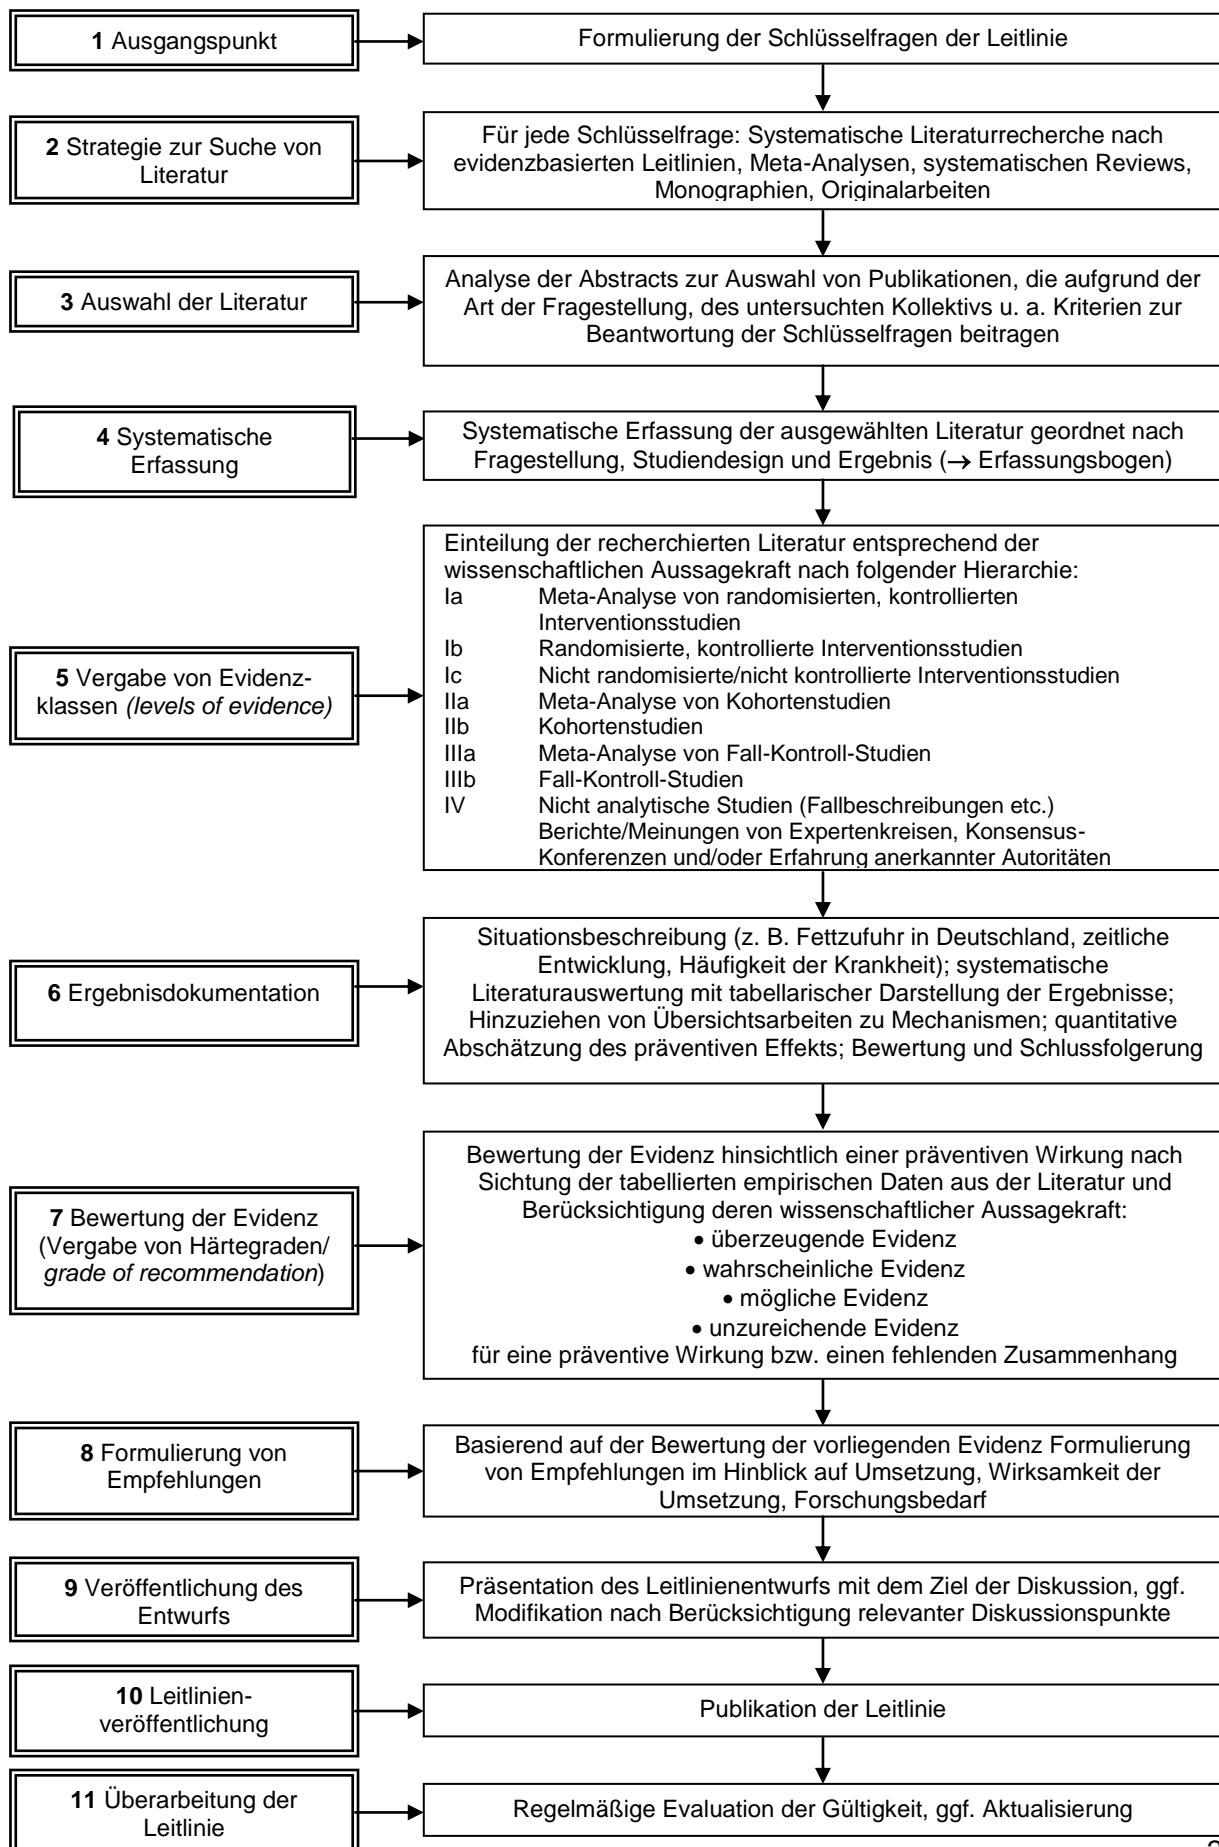 1 Ausgangspunkt
Formulierung der Schlüsselfragen der Leitlinie
2 Strategie zur Suche von
Literatur
Für jede Schlüsselfrage: Systematische Literaturrecherche nach
evidenzbasierten Leitlinien, Meta-Analysen, systematischen Reviews,
Monographien, Originalarbeiten
3 Auswahl der Literatur
Analyse der Abstracts zur Auswahl von Publikationen, die aufgrund der
Art der Fragestellung, des untersuchten Kollektivs u. a. Kriterien zur
Beantwortung der Schlüsselfragen beitragen
4 Systematische
Erfassung
Systematische Erfassung der ausgewählten Literatur geordnet nach
Fragestellung, Studiendesign und Ergebnis (→ Erfassungsbogen)
5 Vergabe von Evidenz-
klassen (levels of evidence)
Einteilung der recherchierten Literatur entsprechend der
wissenschaftlichen Aussagekraft nach folgender Hierarchie:
Ia Meta-Analyse von randomisierten, kontrollierten
Interventionsstudien
Ib Randomisierte, kontrollierte Interventionsstudien
Ic Nicht randomisierte/nicht kontrollierte Interventionsstudien
IIa Meta-Analyse von Kohortenstudien
IIb Kohortenstudien
IIIa Meta-Analyse von Fall-Kontroll-Studien
IIIb Fall-Kontroll-Studien
IV Nicht analytische Studien (Fallbeschreibungen etc.)
Berichte/Meinungen von Expertenkreisen, Konsensus-
Konferenzen und/oder Erfahrung anerkannter Autoritäten
6 Ergebnisdokumentation
Situationsbeschreibung (z. B. Fettzufuhr in Deutschland, zeitliche
Entwicklung, Häufigkeit der Krankheit); systematische
Literaturauswertung mit tabellarischer Darstellung der Ergebnisse;
Hinzuziehen von Übersichtsarbeiten zu Mechanismen; quantitative
Abschätzung des präventiven Effekts; Bewertung und Schlussfolgerung
7 Bewertung der Evidenz
(Vergabe von Härtegraden/
grade of recommendation)
Bewertung der Evidenz hinsichtlich einer präventiven Wirkung nach
Sichtung der tabellierten empirischen Daten aus der Literatur und
Berücksichtigung deren wissenschaftlicher Aussagekraft:
• überzeugende Evidenz
• wahrscheinliche Evidenz
• mögliche Evidenz
• unzureichende Evidenz
für eine präventive Wirkung bzw. einen fehlenden Zusammenhang
8 Formulierung von
Empfehlungen
Basierend auf der Bewertung der vorliegenden Evidenz Formulierung
von Empfehlungen im Hinblick auf Umsetzung, Wirksamkeit der
Umsetzung, Forschungsbedarf
9 Veröffentlichung des
Entwurfs
Präsentation des Leitlinienentwurfs mit dem Ziel der Diskussion, ggf.
Modifikation nach Berücksichtigung relevanter Diskussionspunkte
10 Leitlinien-
veröffentlichung
Publikation der Leitlinie
11 Überarbeitung der
Leitlinie
Regelmäßige Evaluation der Gültigkeit, ggf. Aktualisierung